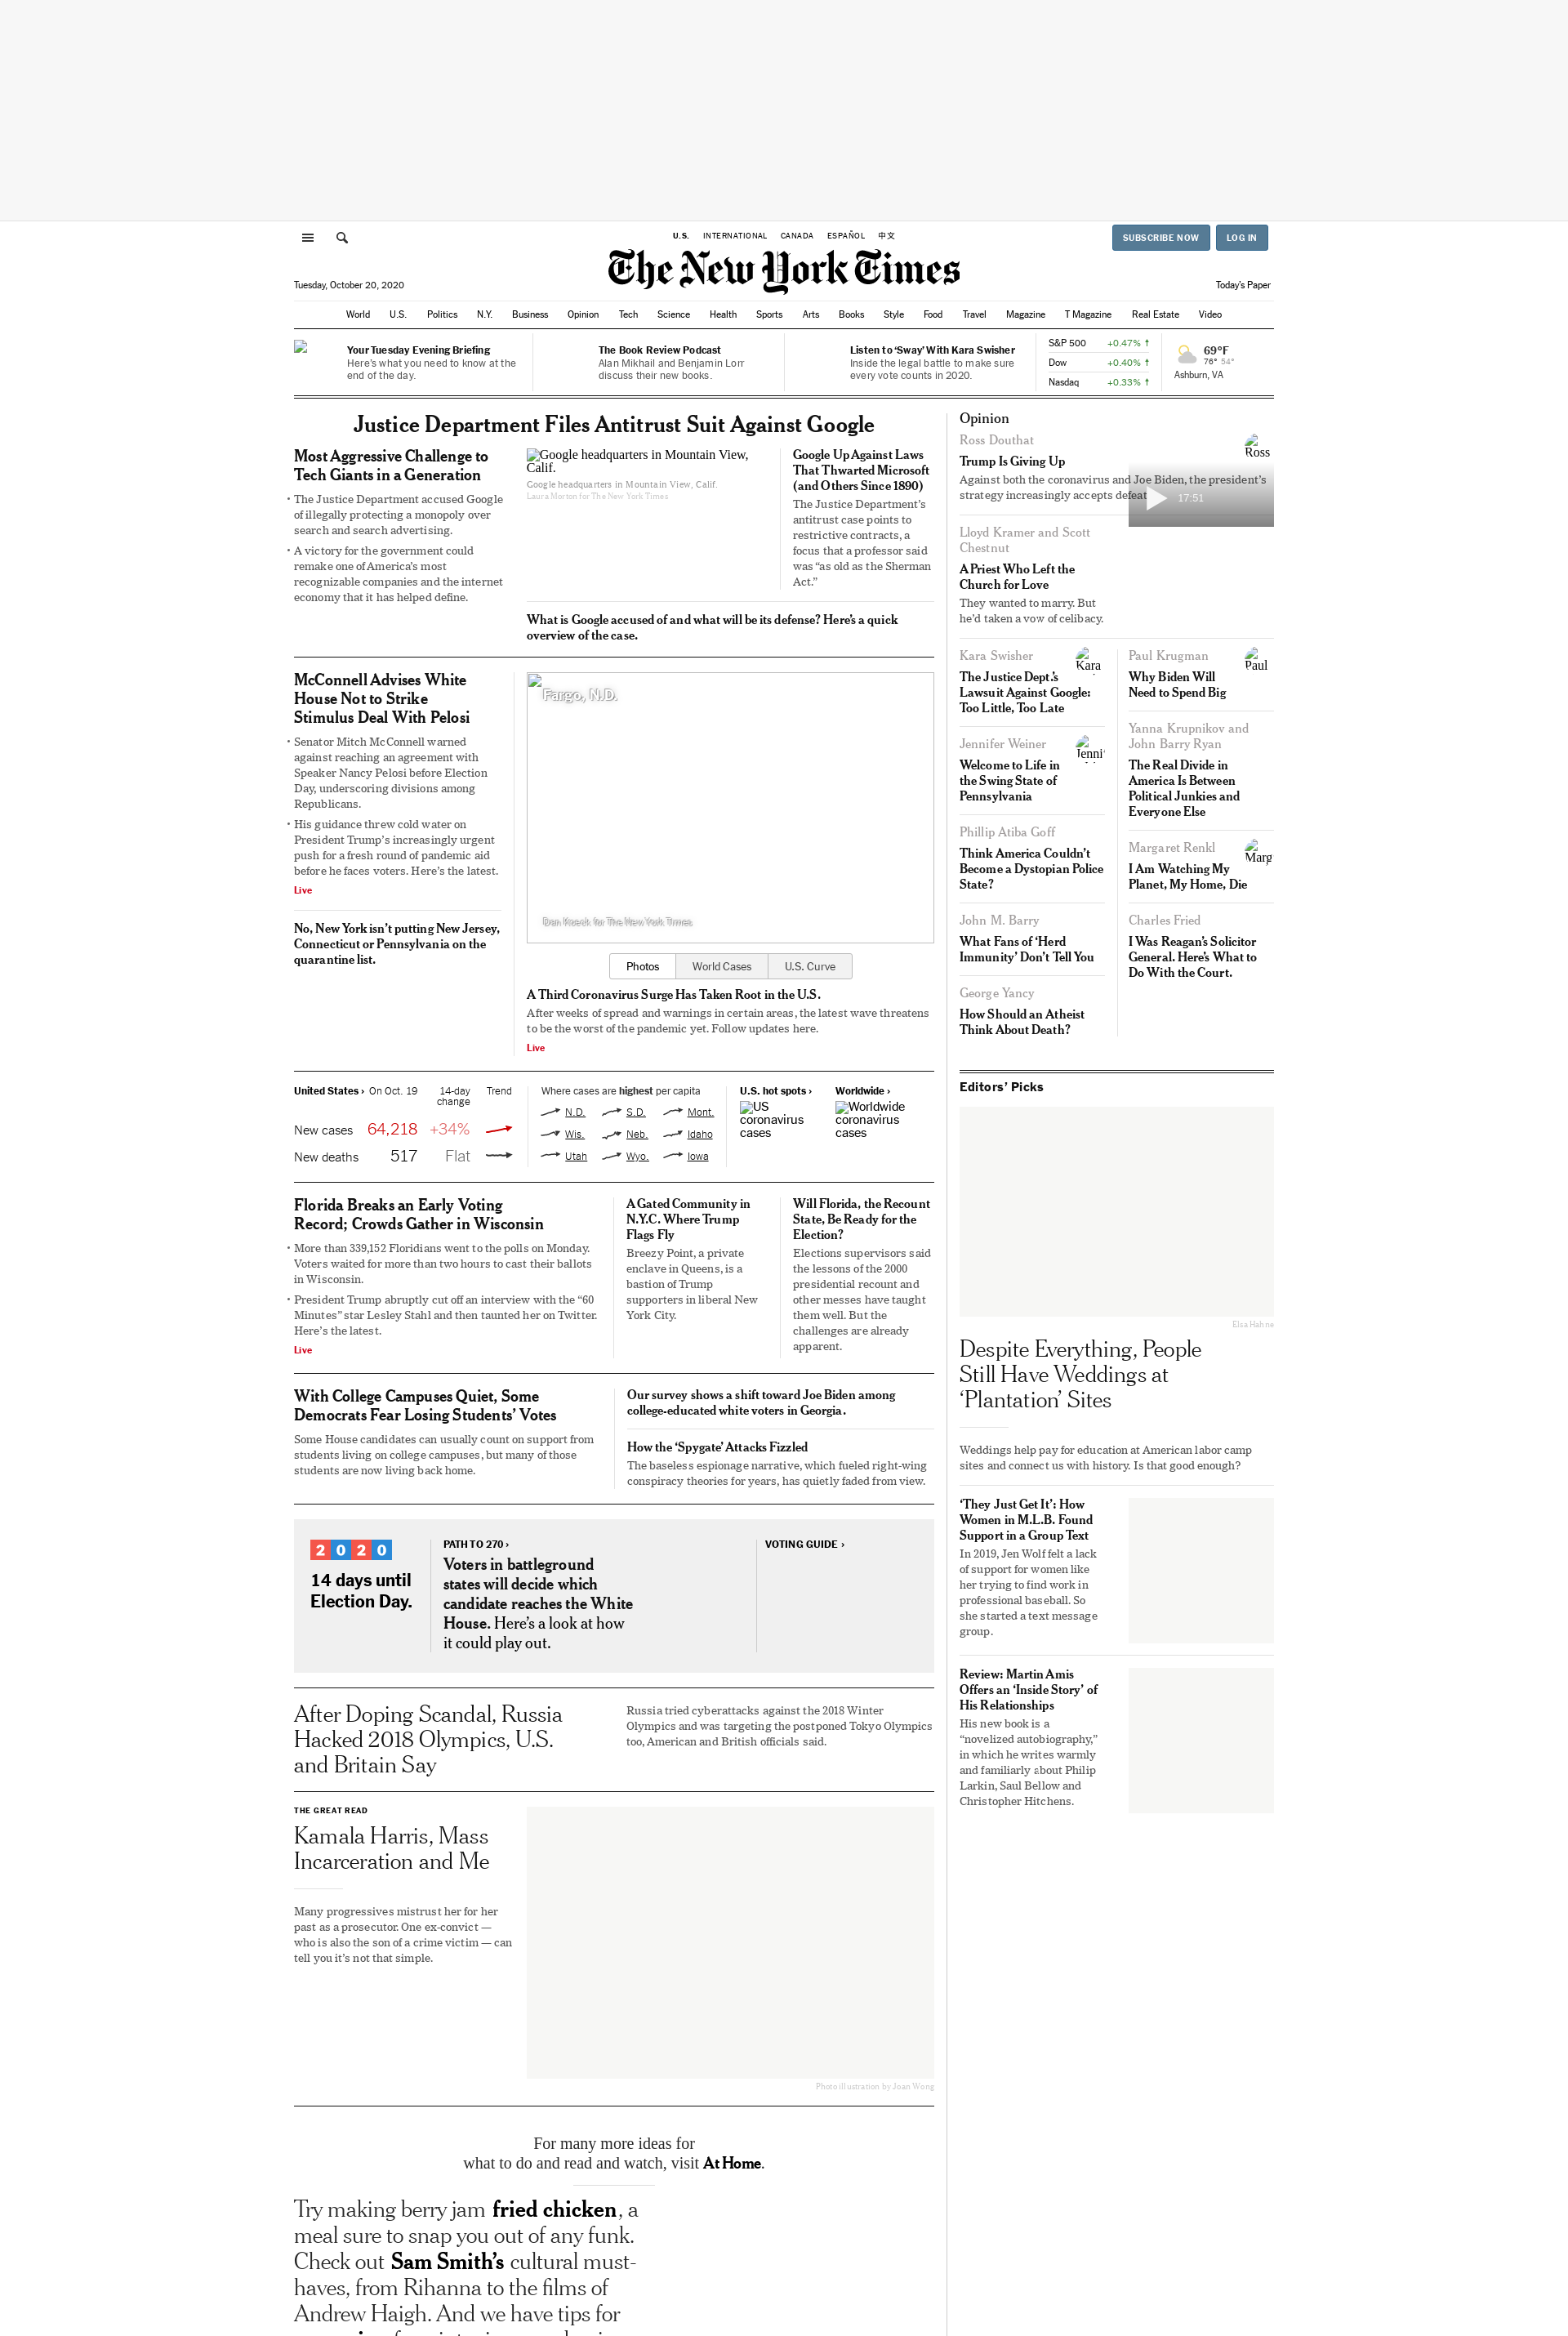 U.S. INTERNATIONAL CANADA ESPAÑOL 中文
SUBSCRIBE NOW LOG IN
The New York Times
Tuesday, October 20, 2020
Today's Paper
World U.S. Politics N.Y. Business Opinion Tech Science Health Sports Arts Books Style Food Travel Magazine T Magazine Real Estate Video
Your Tuesday Evening Briefing
Here's what you need to know at the
end of the day.
The Book Review Podcast
Alan Mikhail and Benjamin Lorr
discuss their new books.
Listen to 'Sway' With Kara Swisher
Inside the legal battle to make sure
every vote counts in 2020.
S&P 500 +0.47% ↑
Dow +0.40% ↑
Nasdaq +0.33% ↑
69°F
76° 54°
Ashburn, VA
Justice Department Files Antitrust Suit Against Google
Most Aggressive Challenge to
Tech Giants in a Generation
• The Justice Department accused Google
of illegally protecting a monopoly over
search and search advertising.
• A victory for the government could
remake one of America's most
recognizable companies and the internet
economy that it has helped define.
Google headquarters in Mountain View,
Calif.
Google headquarters in Mountain View, Calif.
Laura Morton for The New York Times
Google Up Against Laws
That Thwarted Microsoft
(and Others Since 1890)
The Justice Department's
antitrust case points to
restrictive contracts, a
focus that a professor said
was “as old as the Sherman
Act.”
What is Google accused of and what will be its defense? Here's a quick
overview of the case.
McConnell Advises White
House Not to Strike
Stimulus Deal With Pelosi
• Senator Mitch McConnell warned
against reaching an agreement with
Speaker Nancy Pelosi before Election
Day, underscoring divisions among
Republicans.
• His guidance threw cold water on
President Trump's increasingly urgent
push for a fresh round of pandemic aid
before he faces voters. Here's the latest.
Live
No, New York isn't putting New Jersey,
Connecticut or Pennsylvania on the
quarantine list.
Fargo, N.D.
Dan Koeck for The New York Times
Photos World Cases U.S. Curve
A Third Coronavirus Surge Has Taken Root in the U.S.
After weeks of spread and warnings in certain areas, the latest wave threatens
to be the worst of the pandemic yet. Follow updates here.
Live
United States › On Oct. 19 14-day
change Trend
New cases 64,218 +34%
New deaths 517 Flat
Where cases are highest per capita
N.D. S.D. Mont.
Wis. Neb. Idaho
Utah Wyo. Iowa
U.S. hot spots ›
US
coronavirus
cases
Worldwide ›
Worldwide
coronavirus
cases
Florida Breaks an Early Voting
Record; Crowds Gather in Wisconsin
• More than 339,152 Floridians went to the polls on Monday.
Voters waited for more than two hours to cast their ballots
in Wisconsin.
• President Trump abruptly cut off an interview with the “60
Minutes” star Lesley Stahl and then taunted her on Twitter.
Here's the latest.
Live
A Gated Community in
N.Y.C. Where Trump
Flags Fly
Breezy Point, a private
enclave in Queens, is a
bastion of Trump
supporters in liberal New
York City.
Will Florida, the Recount
State, Be Ready for the
Election?
Elections supervisors said
the lessons of the 2000
presidential recount and
other messes have taught
them well. But the
challenges are already
apparent.
With College Campuses Quiet, Some
Democrats Fear Losing Students' Votes
Some House candidates can usually count on support from
students living on college campuses, but many of those
students are now living back home.
Our survey shows a shift toward Joe Biden among
college-educated white voters in Georgia.
How the 'Spygate' Attacks Fizzled
The baseless espionage narrative, which fueled right-wing
conspiracy theories for years, has quietly faded from view.
2020
14 days until
Election Day.
PATH TO 270 ›
Voters in battleground
states will decide which
candidate reaches the White
House. Here's a look at how
it could play out.
VOTING GUIDE ›
After Doping Scandal, Russia
Hacked 2018 Olympics, U.S.
and Britain Say
Russia tried cyberattacks against the 2018 Winter
Olympics and was targeting the postponed Tokyo Olympics
too, American and British officials said.
THE GREAT READ
Kamala Harris, Mass
Incarceration and Me
Many progressives mistrust her for her
past as a prosecutor. One ex-convict —
who is also the son of a crime victim — can
tell you it's not that simple.
Photo illustration by Joan Wong
For many more ideas for
what to do and read and watch, visit At Home.
Try making berry jam fried chicken, a
meal sure to snap you out of any funk.
Check out Sam Smith's cultural must-
haves, from Rihanna to the films of
Andrew Haigh. And we have tips for
Opinion
Ross Douthat
Ross
Trump Is Giving Up
Against both the coronavirus and Joe Biden, the president's
strategy increasingly accepts defeat
17:51
Lloyd Kramer and Scott
Chestnut
A Priest Who Left the
Church for Love
They wanted to marry. But
he'd taken a vow of celibacy.
Kara Swisher
Kara
The Justice Dept.'s
Lawsuit Against Google:
Too Little, Too Late
Jennifer Weiner
Welcome to Life in
the Swing State of
Pennsylvania
Phillip Atiba Goff
Think America Couldn't
Become a Dystopian Police
State?
John M. Barry
What Fans of 'Herd
Immunity' Don't Tell You
George Yancy
How Should an Atheist
Think About Death?
Paul Krugman
Paul
Why Biden Will
Need to Spend Big
Yanna Krupnikov and
John Barry Ryan
The Real Divide in
America Is Between
Political Junkies and
Everyone Else
Margaret Renkl
I Am Watching My
Planet, My Home, Die
Charles Fried
I Was Reagan's Solicitor
General. Here's What to
Do With the Court.
Editors' Picks
Elsa Hahne
Despite Everything, People
Still Have Weddings at
'Plantation' Sites
Weddings help pay for education at American labor camp
sites and connect us with history. Is that good enough?
'They Just Get It': How
Women in M.L.B. Found
Support in a Group Text
In 2019, Jen Wolf felt a lack
of support for women like
her trying to find work in
professional baseball. So
she started a text message
group.
Review: Martin Amis
Offers an 'Inside Story' of
His Relationships
His new book is a
“novelized autobiography,”
in which he writes warmly
and familiarly about Philip
Larkin, Saul Bellow and
Christopher Hitchens.